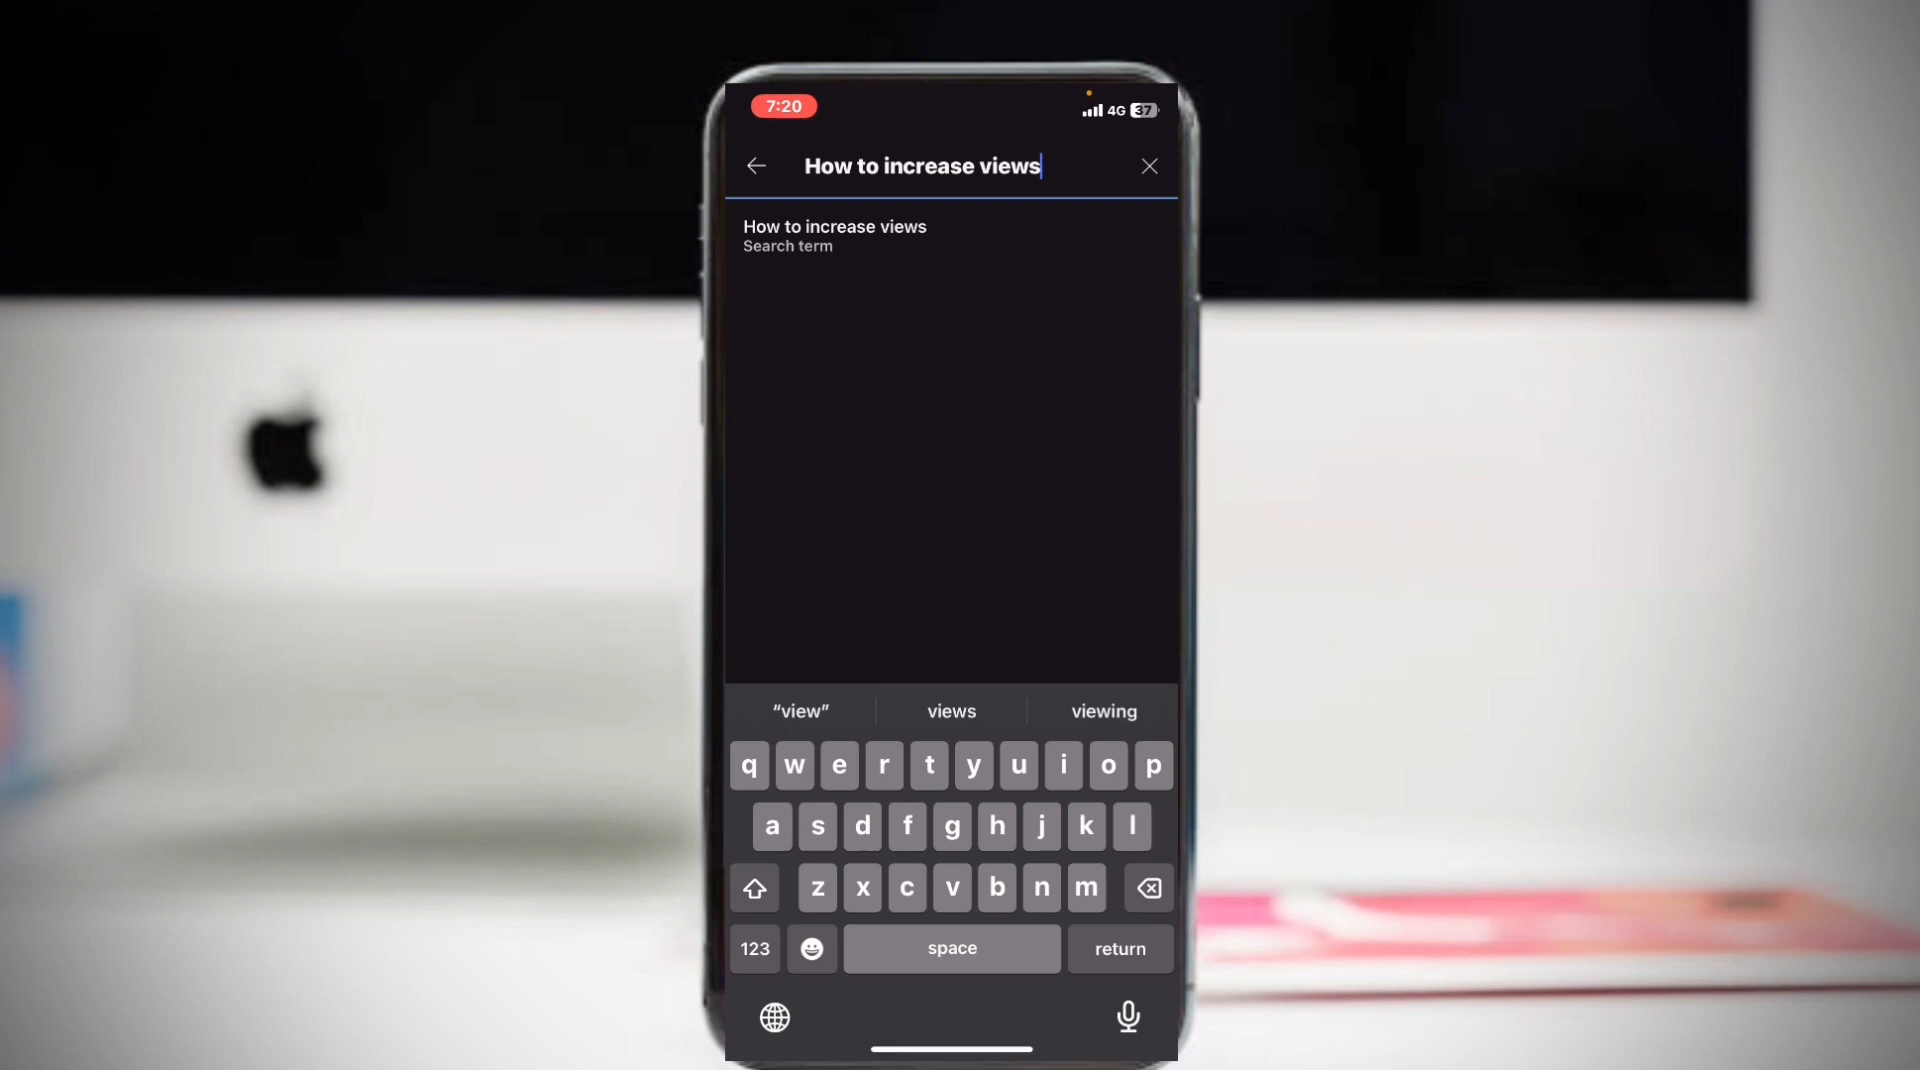 7:20
4G 37
How to increase views
How to increase views
Search term
“view” views viewing
q w e r t y u i o p
a s d f g h j k l
z x c v b n m
123 space return